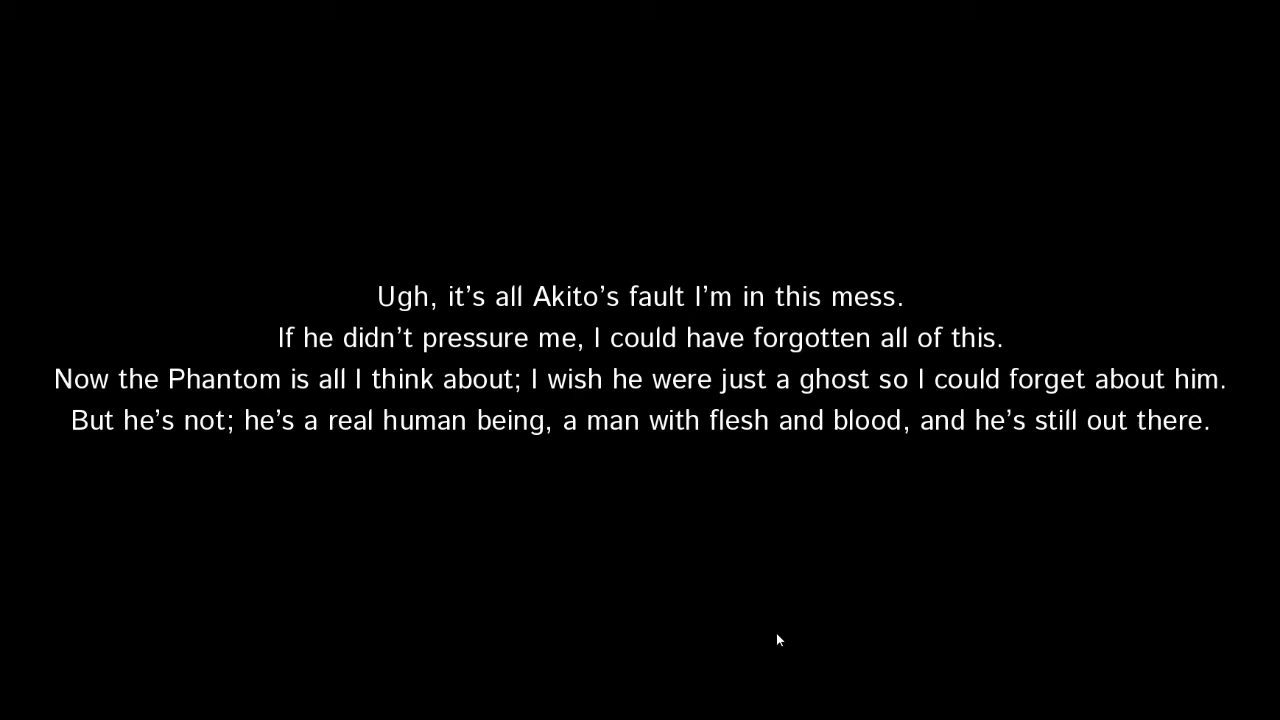 Ugh, it’s all Akito’s fault I’m in this mess.
If he didn’t pressure me, I could have forgotten all of this.
Now the Phantom is all I think about; I wish he were just a ghost so I could forget about him.
But he’s not; he’s a real human being, a man with flesh and blood, and he’s still out there.